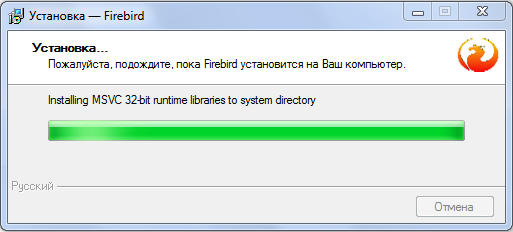 Установка — Firebird
Установка...
Пожалуйста, подождите, пока Firebird установится на Ваш компьютер.
Installing MSVC 32-bit runtime libraries to system directory
Русский
Отмена